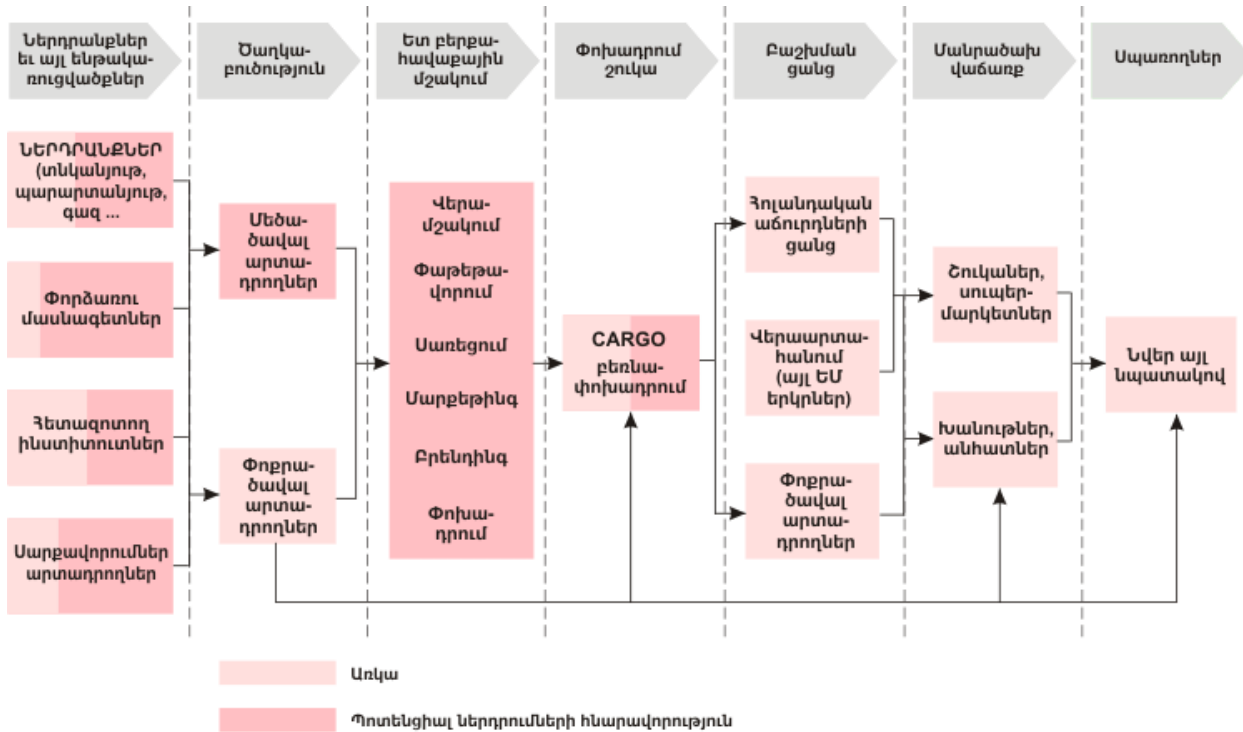 Ներդրանքներ
եւ այլ ենթակա-
ռուցվածքներ
Ծաղկա-
բուծություն
Ետ բերքա-
հավաքային
մշակում
Փոխադրում
շուկա
Բաշխման
ցանց
Մանրածախ
վաճառք
Սպառողներ
ՆԵՐԴՐԱՆՔՆԵՐ
(տնկանյութ,
պարարտանյութ,
գազ ...
Փորձառու
մասնագետներ
Հետազոտող
ինստիտուտներ
Սարքավորումներ
արտադրողներ
Մեծա-
ծավալ
արտա-
դրողներ
Փոքրա-
ծավալ
արտա-
դրողներ
Վերա-
մշակում
Փաթեթա-
վորում
Սառեցում
Մարքեթինգ
Բրենդինգ
Փոխա-
դրում
CARGO
բեռնա-
փոխադրում
Հոլանդական
աճուրդների
ցանց
Վերաարտա-
հանում
(այլ ԵՄ
երկրներ)
Փոքրա-
ծավալ
արտա-
դրողներ
Շուկաներ,
սուպեր-
մարկետներ
Խանութներ,
անհատներ
Նվեր այլ
նպատակով
Առկա
Պոտենցիալ ներդրումների հնարավորություն